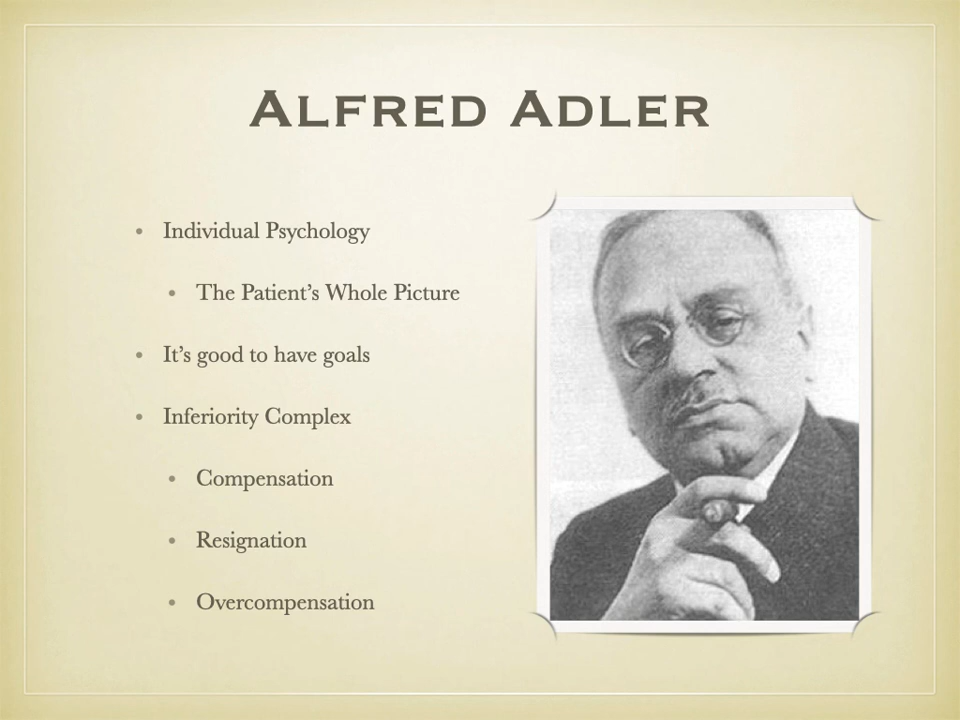 Alfred Adler
• Individual Psychology
• The Patient’s Whole Picture
• It’s good to have goals
• Inferiority Complex
• Compensation
• Resignation
• Overcompensation